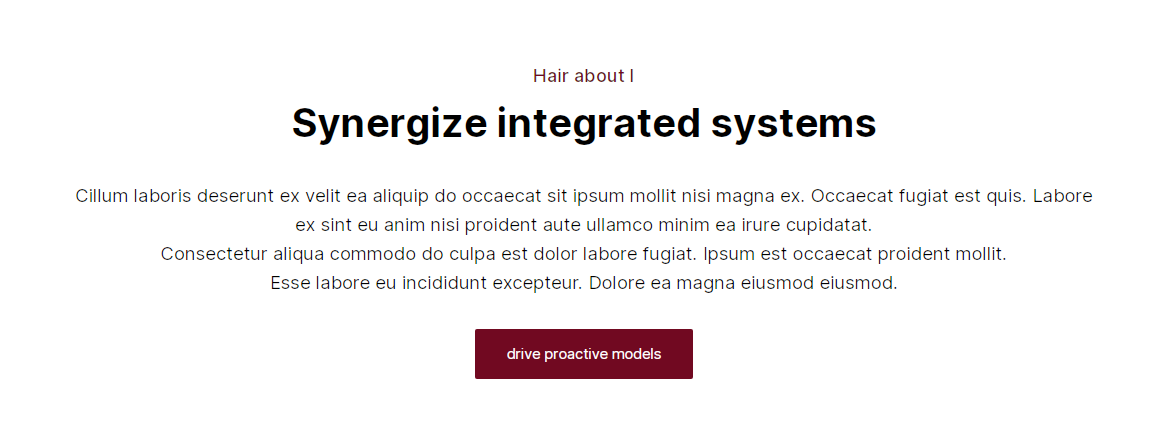 Hair about I
Synergize integrated systems
Cillum laboris deserunt ex velit ea aliquip do occaecat sit ipsum mollit nisi magna ex. Occaecat fugiat est quis. Labore
ex sint eu anim nisi proident aute ullamco minim ea irure cupidatat.
Consectetur aliqua commodo do culpa est dolor labore fugiat. Ipsum est occaecat proident mollit.
Esse labore eu incididunt excepteur. Dolore ea magna eiusmod eiusmod.
drive proactive models